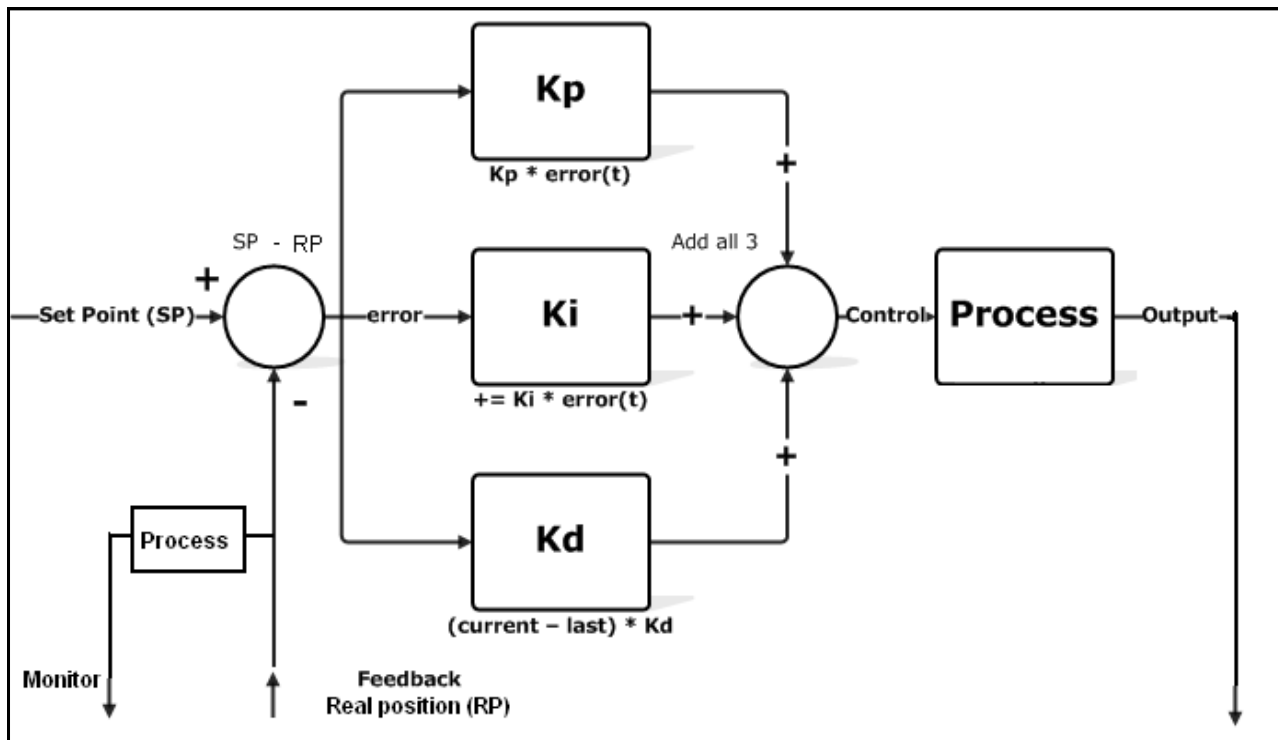 Kp
Kp * error(t)
+
SP - RP
Add all 3
+
Set Point (SP)
error
Ki
+
Control
Process
Output
-
+= Ki * error(t)
+
Process
Kd
(current – last) * Kd
Monitor
Feedback
Real position (RP)